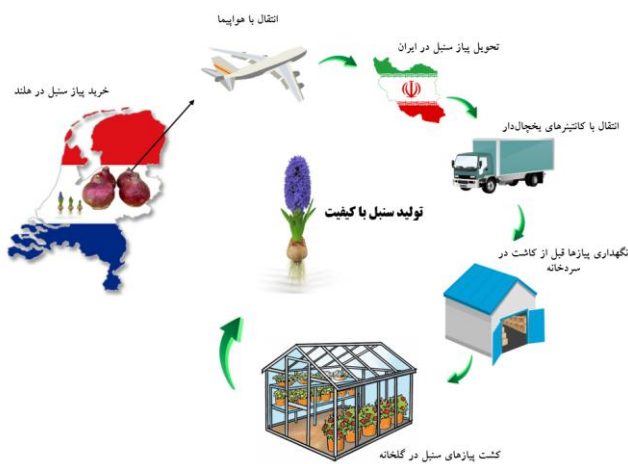 انتقال با هواپیما
تحویل پیاز سنبل در ایران
خرید پیاز سنبل در هلند
انتقال با کانتینرهای یخچال‌دار
تولید سنبل با کیفیت
نگهداری پیازها قبل از کاشت در
سردخانه
کشت پیازهای سنبل در گلخانه